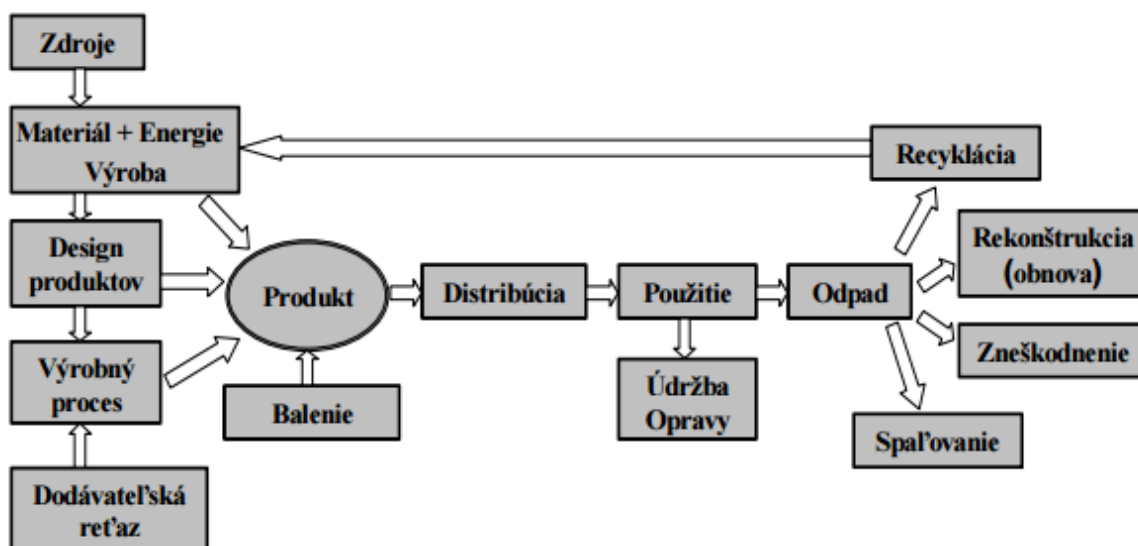 Zdroje
Materiál + Energie
Výroba
Recyklácia
Design
produktov
Produkt
Distribúcia
Použitie
Odpad
Rekonštrukcia
(obnova)
Zneškodnenie
Výrobný
proces
Balenie
Údržba
Opravy
Spaľovanie
Dodávateľská
reťaz